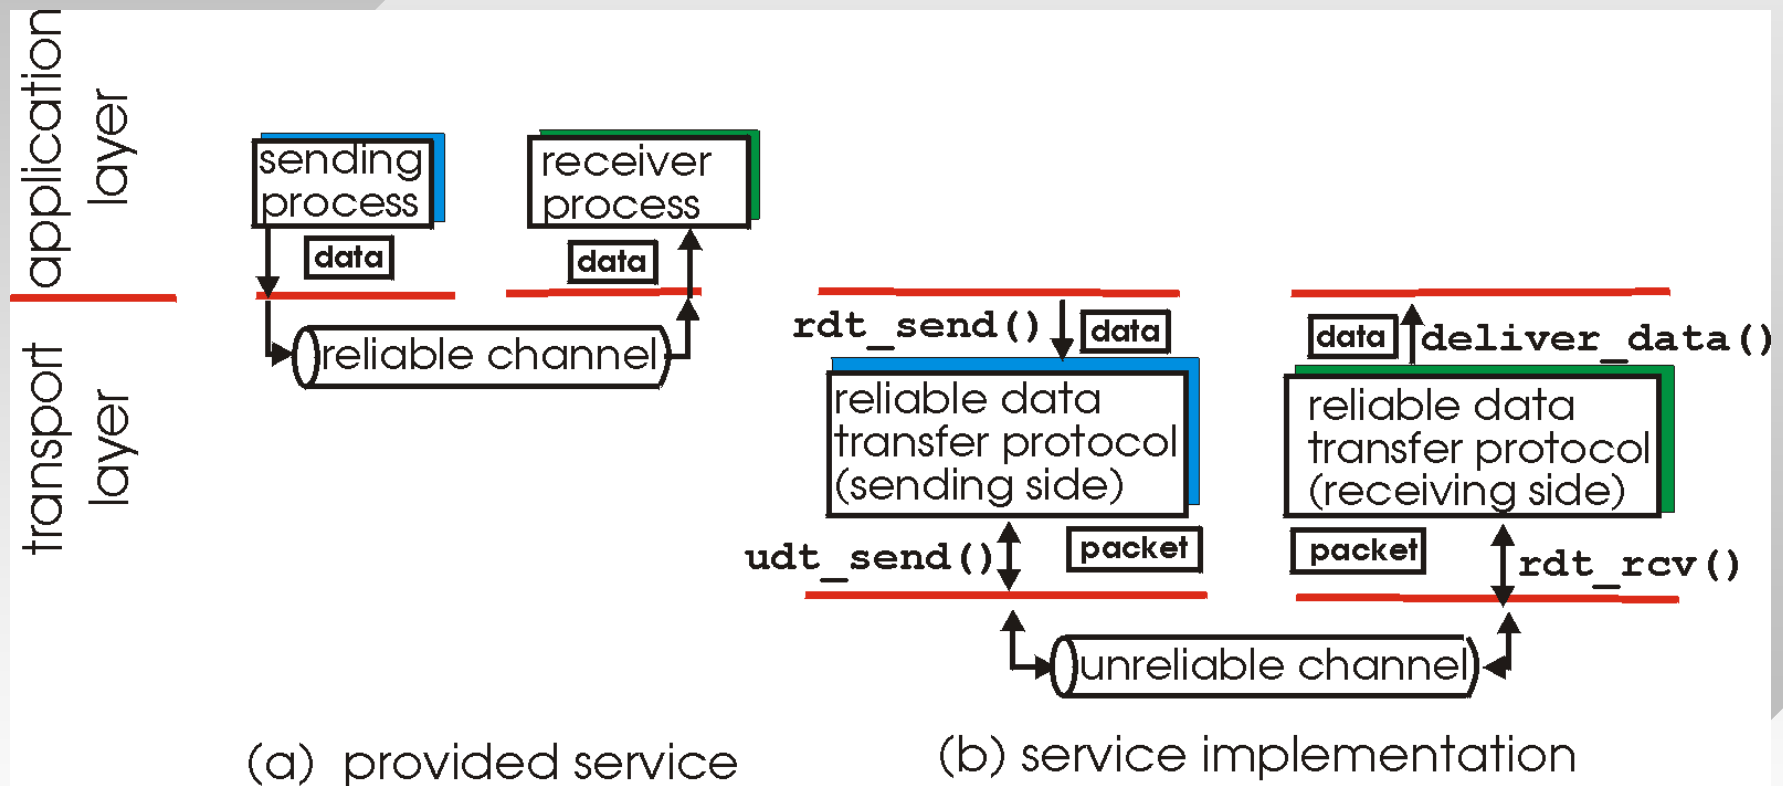 application
layer
transport
layer
sending
process
receiver
process
data
data
reliable channel
(a) provided service
rdt_send()
data
data
deliver_data()
reliable data
transfer protocol
(sending side)
reliable data
transfer protocol
(receiving side)
udt_send()
packet
packet
rdt_rcv()
unreliable channel
(b) service implementation